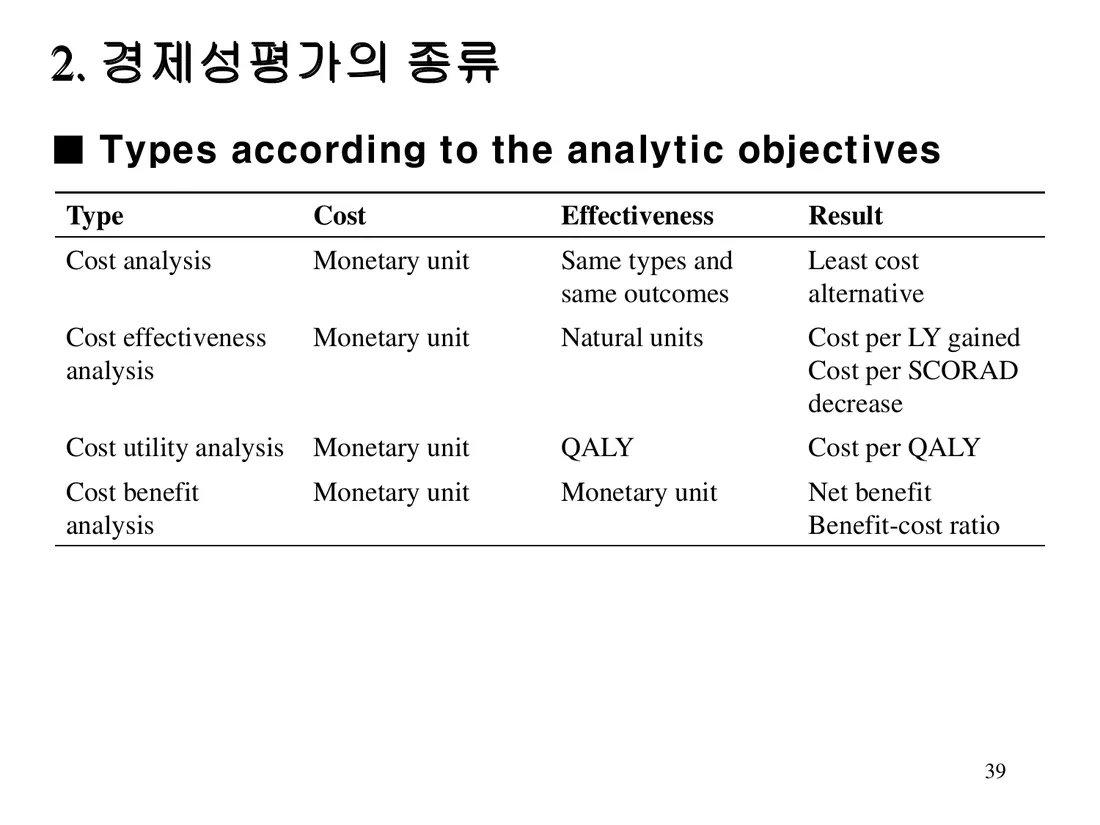 2. 경제성평가의 종류
■ Types according to the analytic objectives
Type Cost Effectiveness Result
Cost analysis Monetary unit Same types and Least cost
same outcomes alternative
Cost effectiveness Monetary unit Natural units Cost per LY gained
analysis Cost per SCORAD
decrease
Cost utility analysis Monetary unit QALY Cost per QALY
Cost benefit Monetary unit Monetary unit Net benefit
analysis Benefit-cost ratio
39